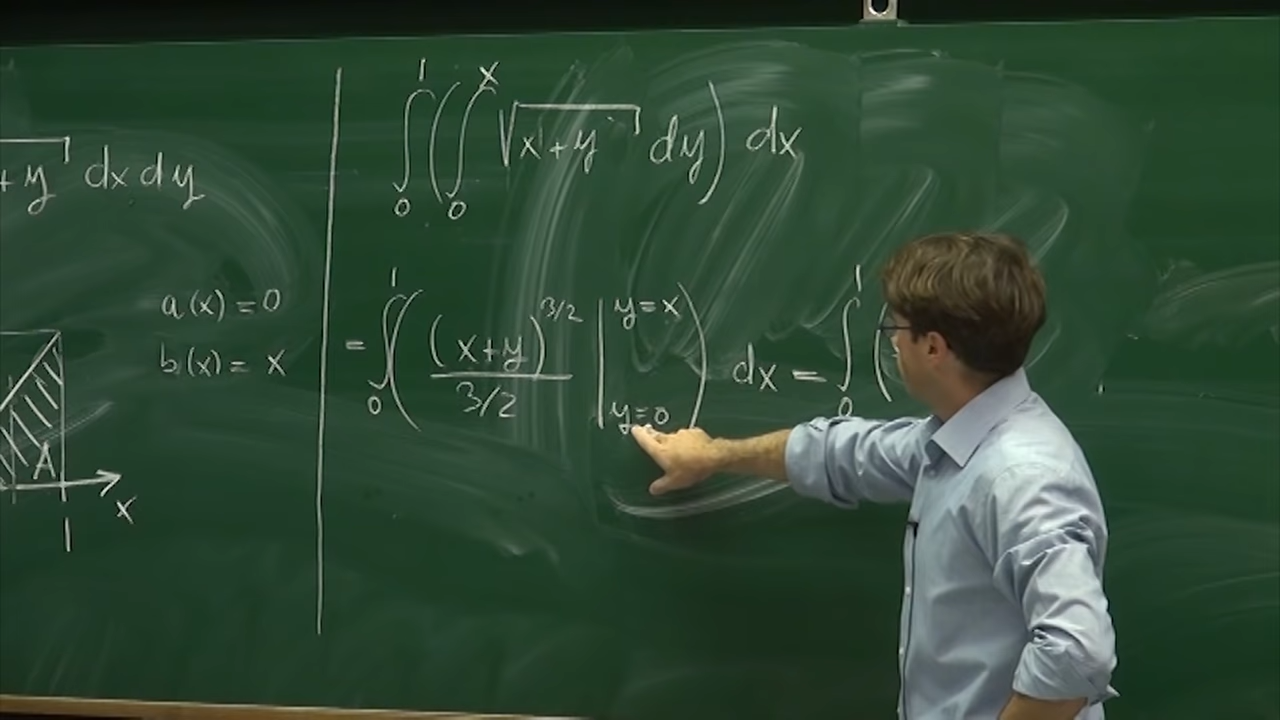 + y dx dy
a(x) = 0
b(x) = x
A
x
1
∫₀¹ ( ∫₀ˣ √(x + y) dy ) dx
= ∫₀¹ ( (x+y)^{3/2} / (3/2) |_{y=0}^{y=x} ) dx = ∫₀¹ (